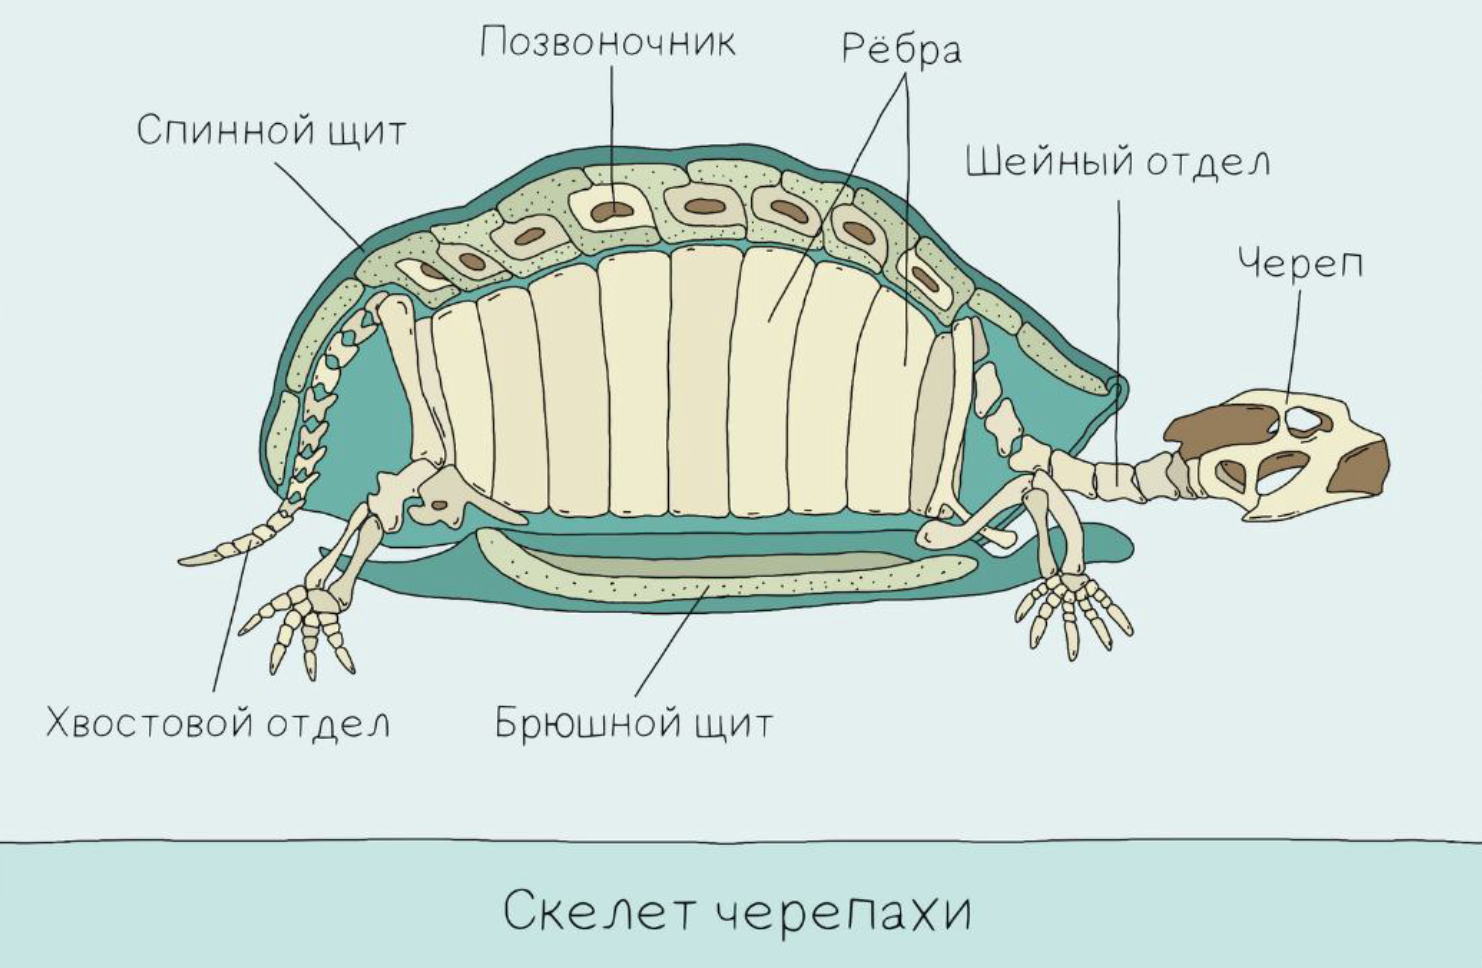 Позвоночник
Рёбра
Спинной щит
Шейный отдел
Череп
Хвостовой отдел
Брюшной щит
Скелет черепахи